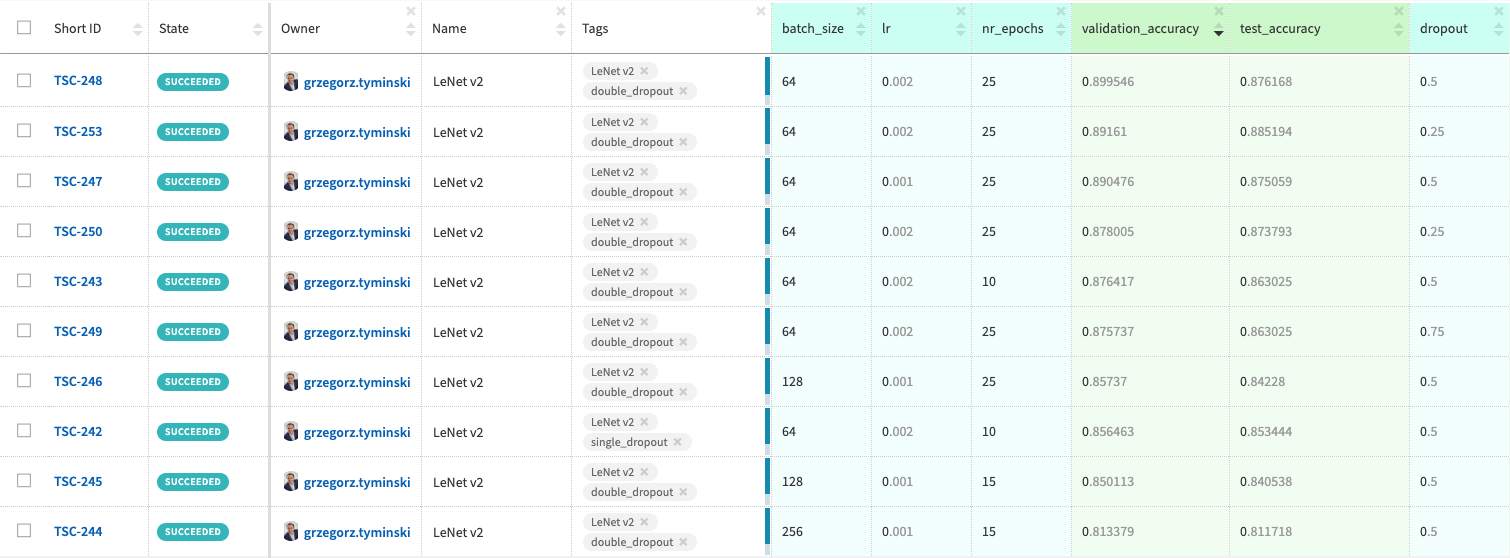 Short ID State Owner Name Tags batch_size lr nr_epochs validation_accuracy test_accuracy dropout
TSC-248 SUCCEEDED grzegorz.tyminski LeNet v2 LeNet v2 double_dropout 64 0.002 25 0.899546 0.876168 0.5
TSC-253 SUCCEEDED grzegorz.tyminski LeNet v2 LeNet v2 double_dropout 64 0.002 25 0.89161 0.885194 0.25
TSC-247 SUCCEEDED grzegorz.tyminski LeNet v2 LeNet v2 double_dropout 64 0.001 25 0.890476 0.875059 0.5
TSC-250 SUCCEEDED grzegorz.tyminski LeNet v2 LeNet v2 double_dropout 64 0.002 25 0.878005 0.873793 0.25
TSC-243 SUCCEEDED grzegorz.tyminski LeNet v2 LeNet v2 double_dropout 64 0.002 10 0.876417 0.863025 0.5
TSC-249 SUCCEEDED grzegorz.tyminski LeNet v2 LeNet v2 double_dropout 64 0.002 25 0.875737 0.863025 0.75
TSC-246 SUCCEEDED grzegorz.tyminski LeNet v2 LeNet v2 double_dropout 128 0.001 25 0.85737 0.84228 0.5
TSC-242 SUCCEEDED grzegorz.tyminski LeNet v2 LeNet v2 single_dropout 64 0.002 10 0.856463 0.853444 0.5
TSC-245 SUCCEEDED grzegorz.tyminski LeNet v2 LeNet v2 double_dropout 128 0.001 15 0.850113 0.840538 0.5
TSC-244 SUCCEEDED grzegorz.tyminski LeNet v2 LeNet v2 double_dropout 256 0.001 15 0.813379 0.811718 0.5